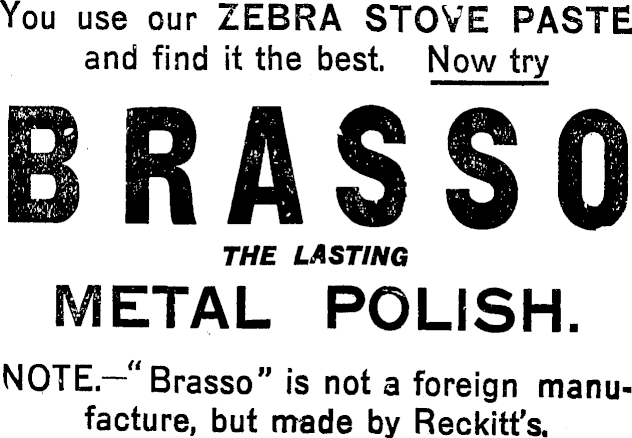 You use our ZEBRA STOVE PASTE
and find it the best. Now try
BRASSO
THE LASTING
METAL POLISH.
NOTE.—“Brasso” is not a foreign manu-
facture, but made by Reckitt's.